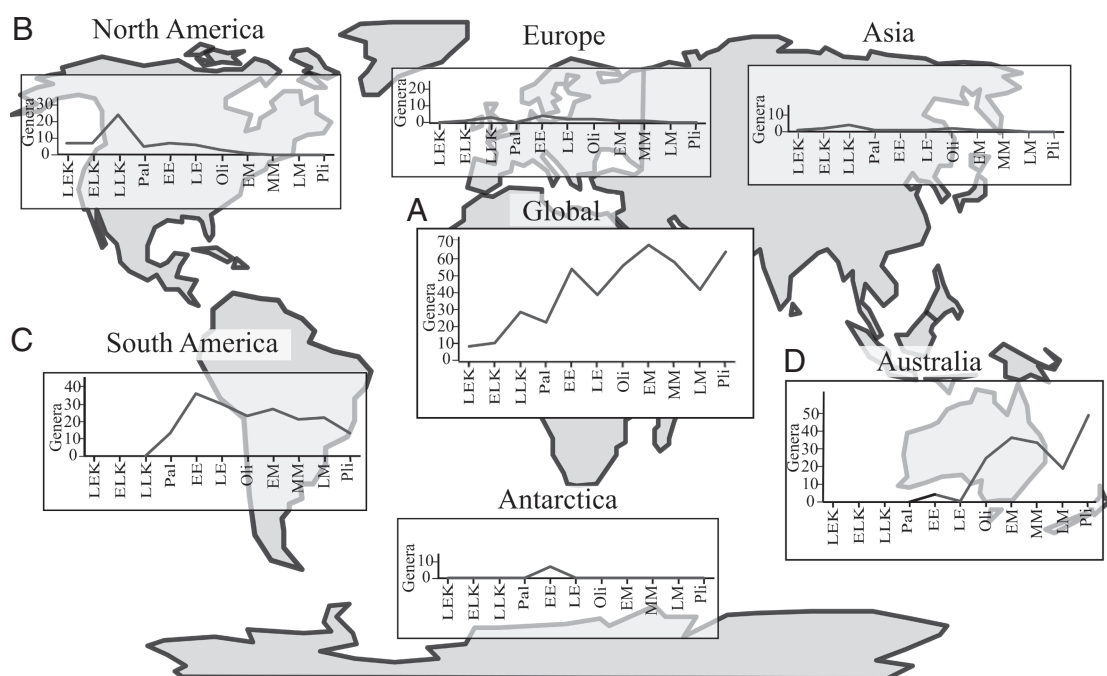 B
North America
Genera
30
20
10
0
LEK ELK LLK Pal EE LE Oli EM MM LM Pli
Europe
Genera
20
10
0
LEK ELK LLK Pal EE LE Oli EM MM LM Pli
Asia
Genera
10
0
LEK ELK LLK Pal EE LE Oli EM MM LM Pli
A
Global
Genera
70
60
50
40
30
20
10
0
LEK ELK LLK Pal EE LE Oli EM MM LM Pli
C
South America
Genera
40
30
20
10
0
LEK ELK LLK Pal EE LE Oli EM MM LM Pli
D
Australia
Genera
50
40
30
20
10
0
LEK ELK LLK Pal EE LE Oli EM MM LM Pli
Antarctica
Genera
10
0
LEK ELK LLK Pal EE LE Oli EM MM LM Pli